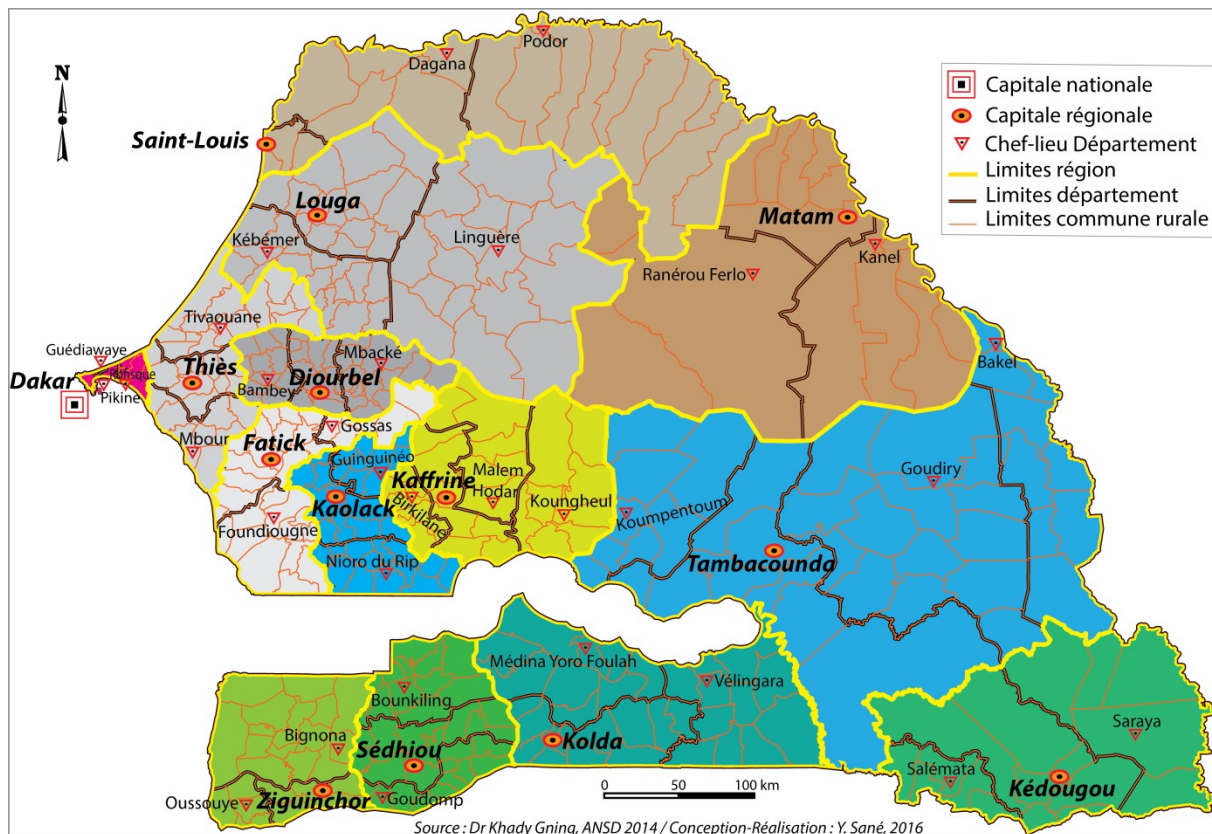 Podor
Dagana
N
Capitale nationale
Capitale régionale
Chef-lieu Département
Limites région
Limites département
Limites commune rurale
Saint-Louis
Louga
Matam
Kébémer
Linguère
Kanel
Ranérou Ferlo
Tivaouane
Bakel
Guédiawaye
Mbacké
Dakar
Rufisque
Thiès
Diourbel
Pikine
Bambey
Gossas
Mbour
Fatick
Guinguinéo
Malem
Hodar
Goudiry
Kaffrine
Kaolack
Birkilane
Koungheul
Koumpentoum
Foundiougne
Nioro du Rip
Tambacounda
Médina Yoro Foulah
Vélingara
Bounkiling
Saraya
Bignona
Kolda
Sédhiou
Salémata
Kédougou
Oussouye
Ziguinchor
Goudomp
0 50 100 km
Source : Dr Khady Gning, ANSD 2014 / Conception-Réalisation : Y. Sané, 2016